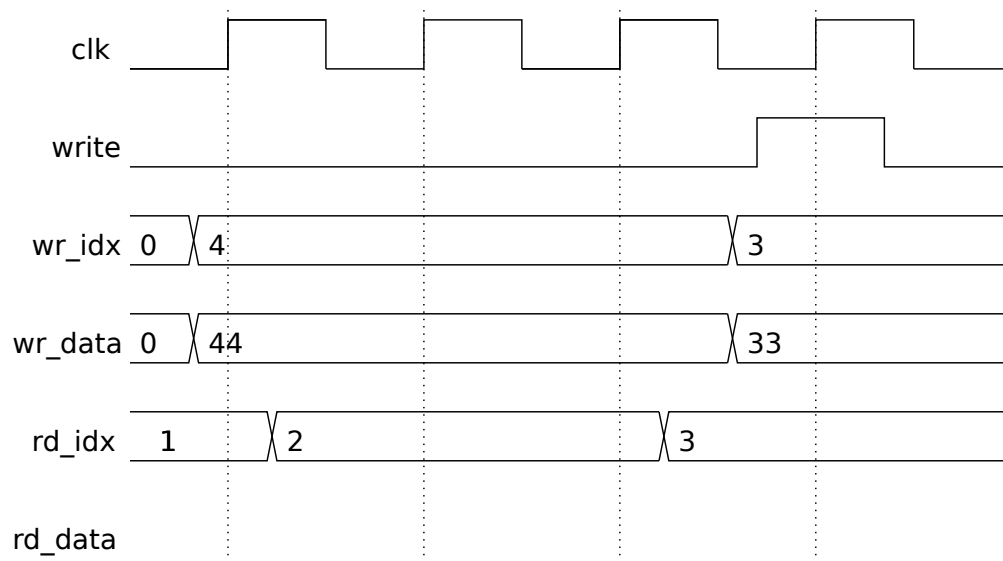 clk
write
wr_idx 0 4 3
wr_data 0 44 33
rd_idx 1 2 3
rd_data